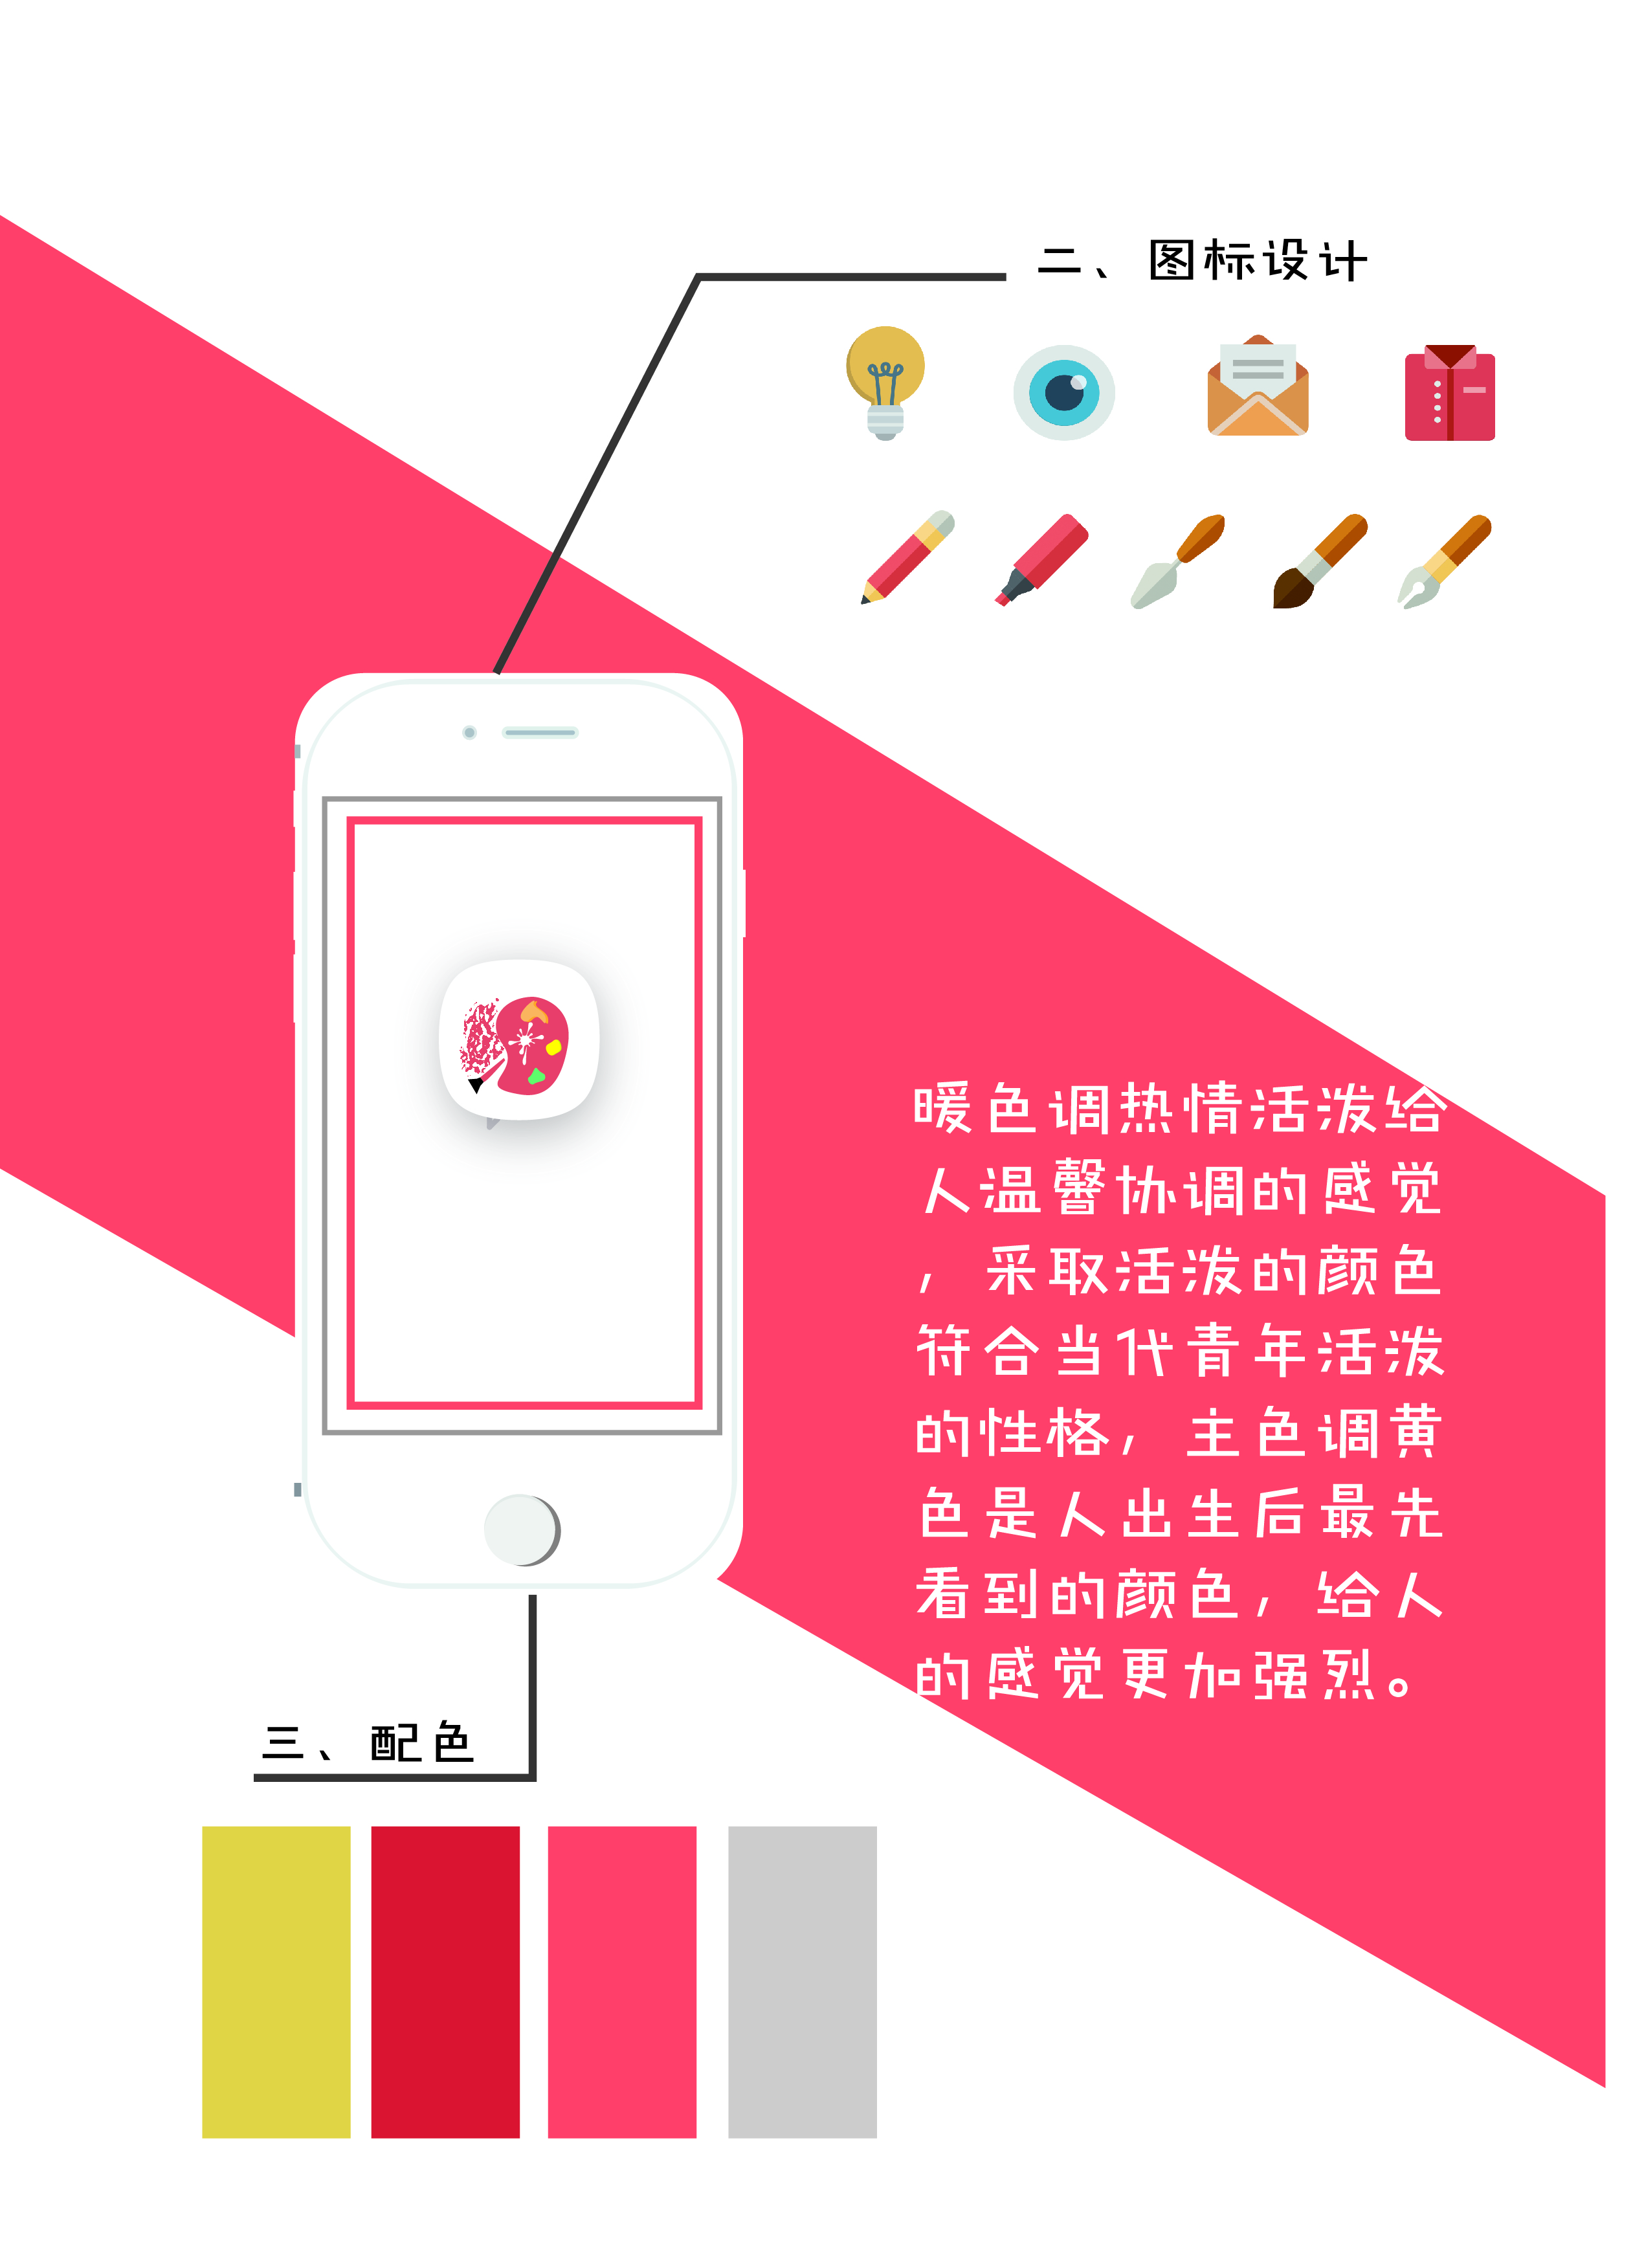 二、图标设计
暖色调热情活泼给
人温馨协调的感觉
，采取活泼的颜色
符合当代青年活泼
的性格，主色调黄
色是人出生后最先
看到的颜色，给人
的感觉更加强烈。
三、配色